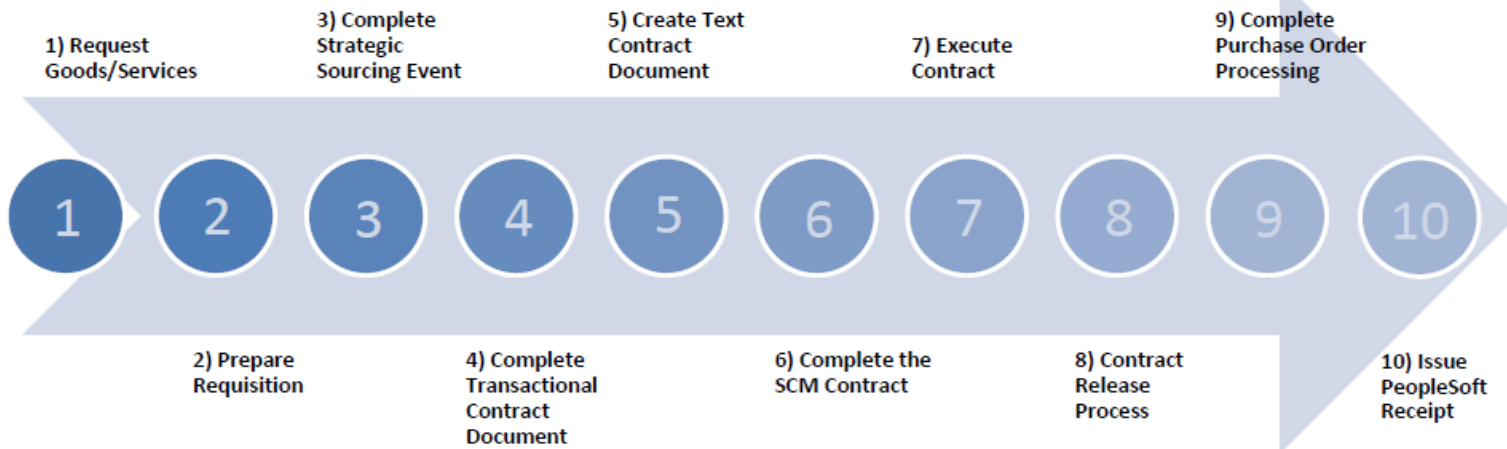 1) Request
Goods/Services
3) Complete
Strategic
Sourcing Event
5) Create Text
Contract
Document
7) Execute
Contract
9) Complete
Purchase Order
Processing
1
2
3
4
5
6
7
8
9
10
2) Prepare
Requisition
4) Complete
Transactional
Contract
Document
6) Complete the
SCM Contract
8) Contract
Release
Process
10) Issue
PeopleSoft
Receipt